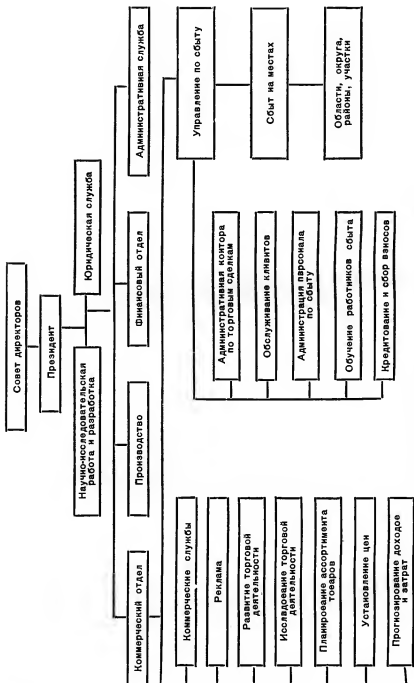 Совет директоров
Президент
Научно-исследовательская
работа и разработка
Юридическая служба
Коммерческий отдел
Производство
Финансовый отдел
Административная служба
Коммерческие службы
Реклама
Развитие торговой
деятельности
Исследование торговой
деятельности
Планирование ассортимента
товаров
Установление цен
Прогнозирование доходое
и затрат
Управление по сбыту
Административная контора
по торговым сделкам
Обслуживание кливитов
Администрация парсонала
по сбыту
Обучение работников сбыта
Кредитование и сбор взносов
Сбыт на местах
Области, округа,
районы, участки